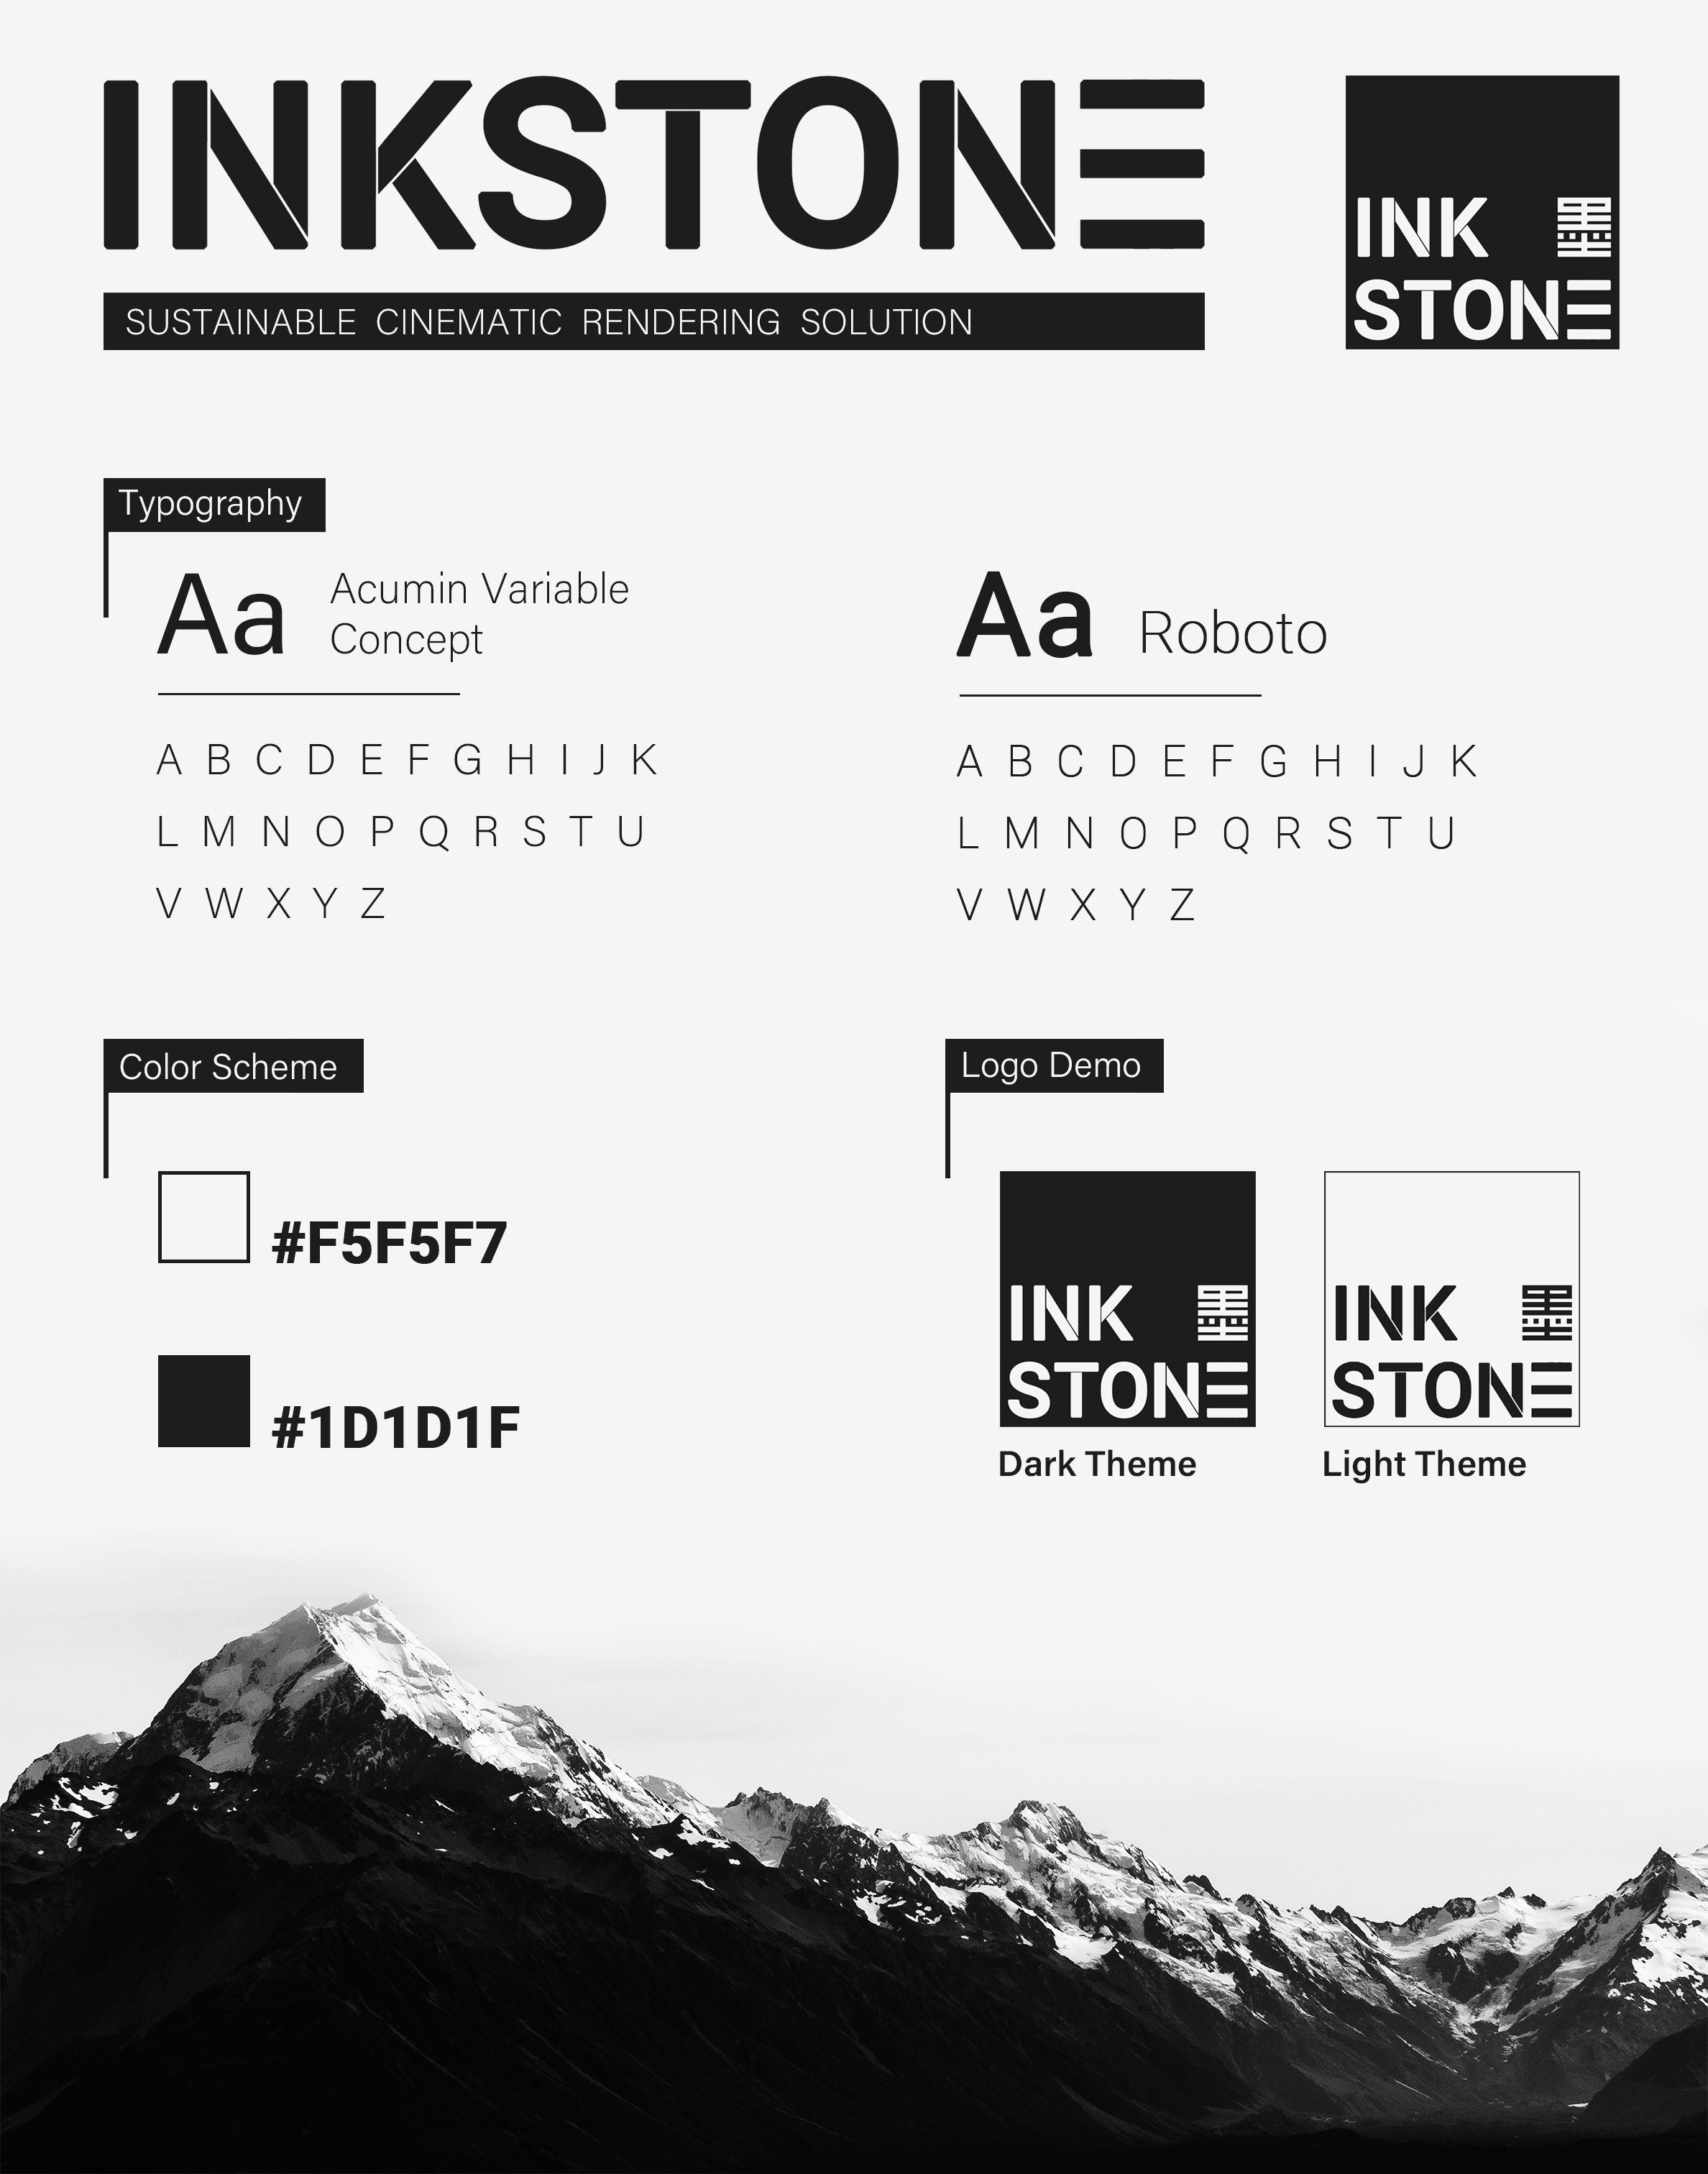 INKSTONE
SUSTAINABLE CINEMATIC RENDERING SOLUTION
INK 墨
STONE
Typography
Aa Acumin Variable
Concept
A B C D E F G H I J K
L M N O P Q R S T U
V W X Y Z
Aa Roboto
A B C D E F G H I J K
L M N O P Q R S T U
V W X Y Z
Color Scheme
#F5F5F7
#1D1D1F
Logo Demo
INK 墨
STONE
Dark Theme
INK 墨
STONE
Light Theme